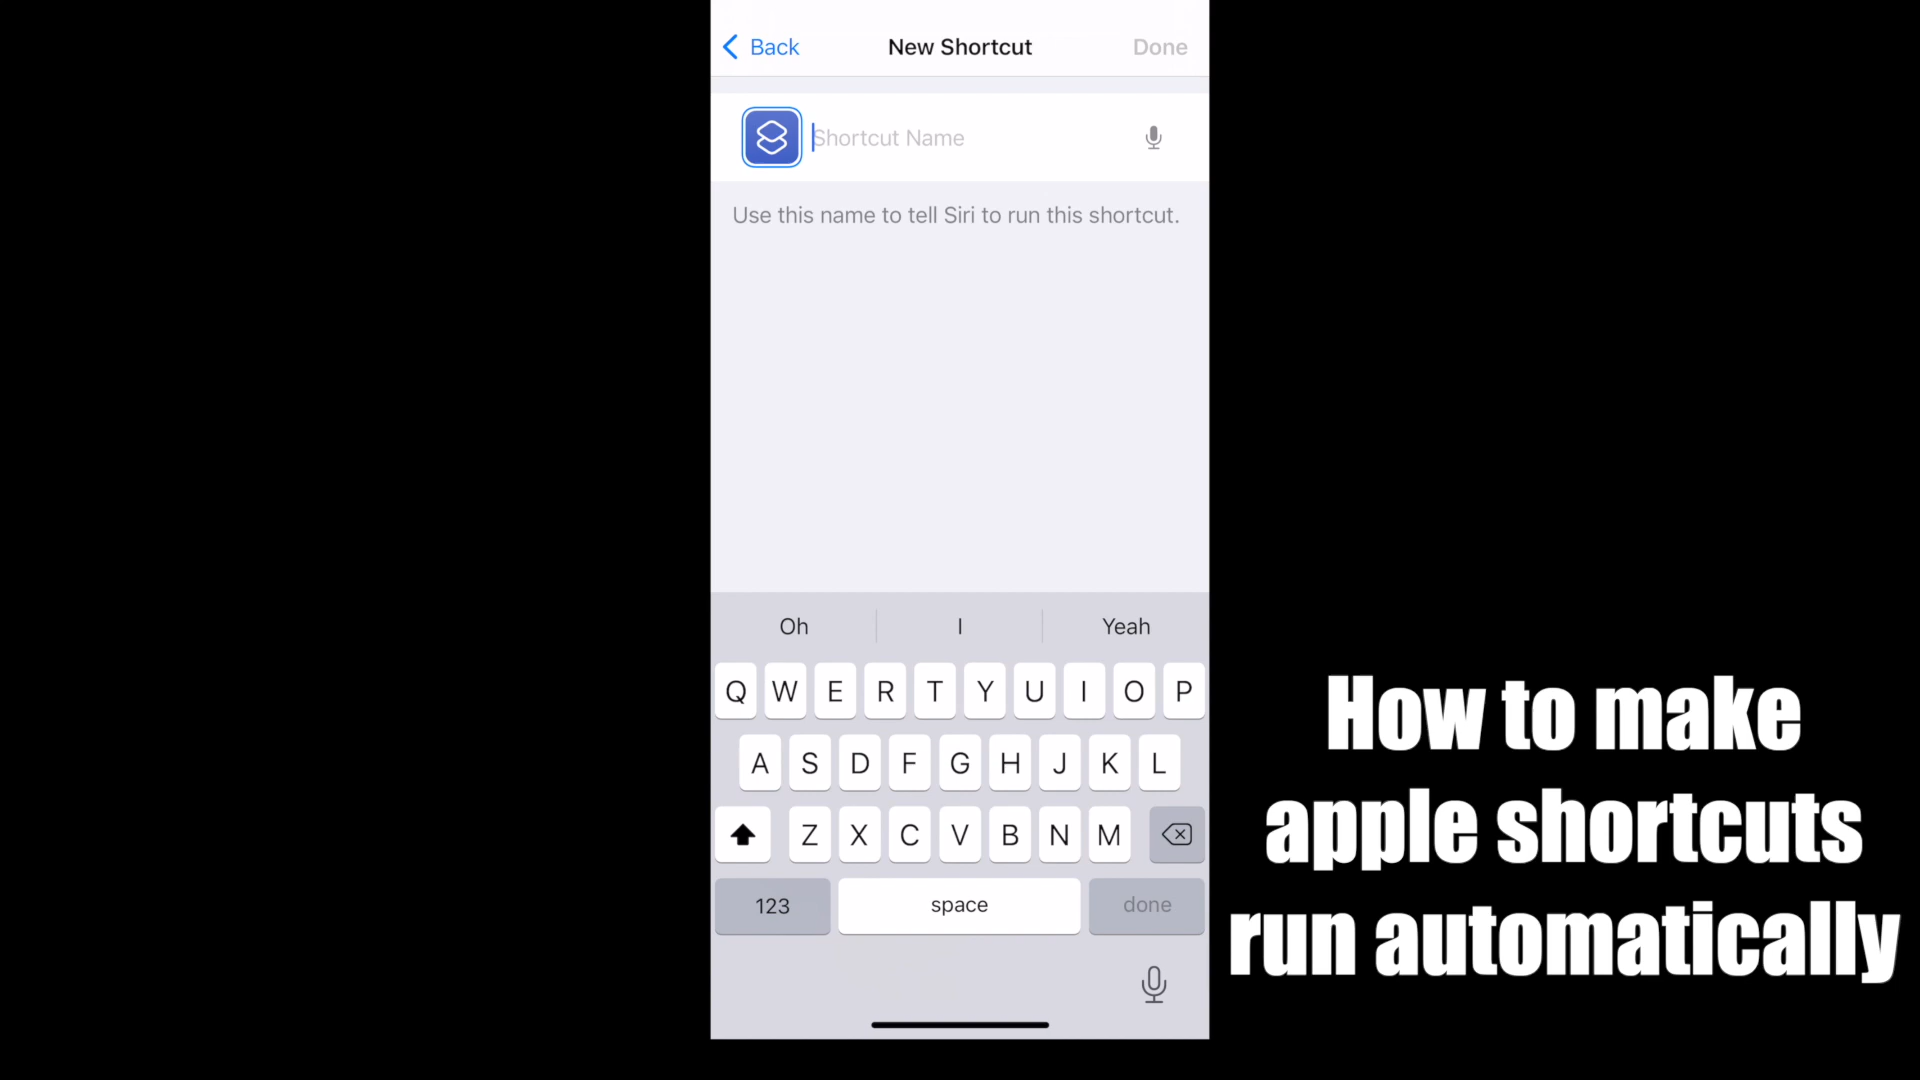 Back New Shortcut Done
Shortcut Name
Use this name to tell Siri to run this shortcut.
Oh I Yeah
Q W E R T Y U I O P
A S D F G H J K L
Z X C V B N M
123 space done
How to make
apple shortcuts
run automatically